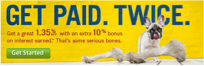 GET PAID. TWICE.
Get a great 1.35% with an extra 10% bonus
on interest earned.* That's some serious bones.
Get Started